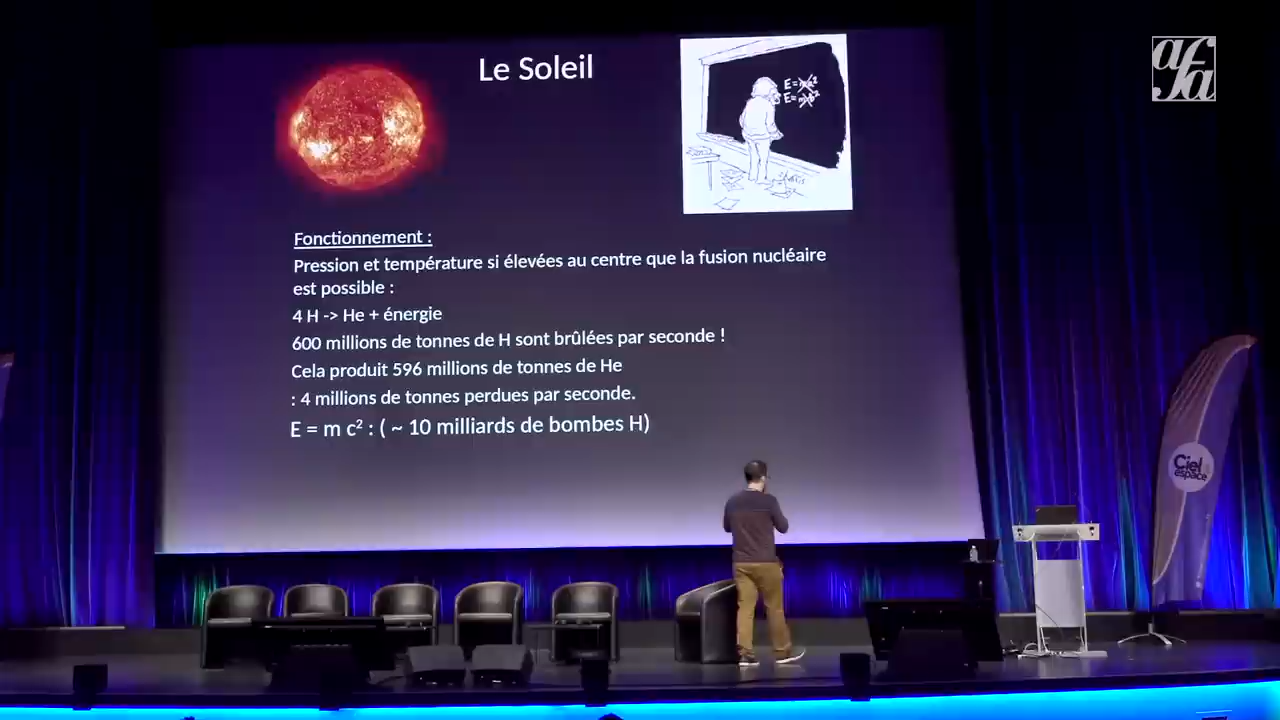 Le Soleil
E = ma²
E = mb²
afa
Fonctionnement :
Pression et température si élevées au centre que la fusion nucléaire
est possible :
4 H -> He + énergie
600 millions de tonnes de H sont brûlées par seconde !
Cela produit 596 millions de tonnes de He
: 4 millions de tonnes perdues par seconde.
E = m c² : ( ~ 10 milliards de bombes H)
Ciel
espace